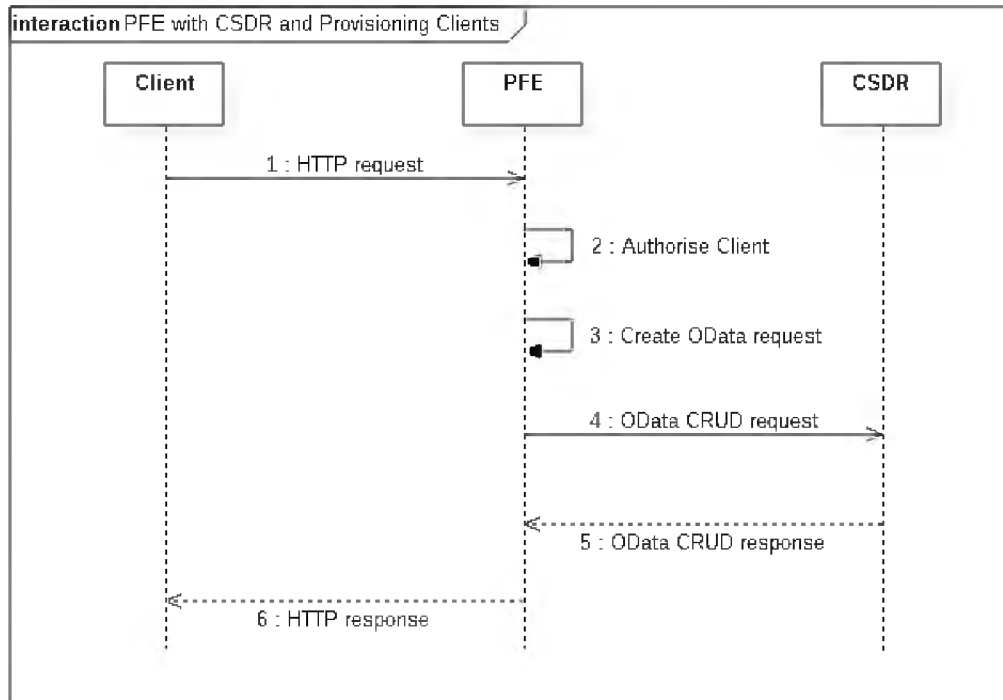 interaction PFE with CSDR and Provisioning Clients
Client PFE CSDR
1 : HTTP request
2 : Authorise Client
3 : Create OData request
4 : OData CRUD request
5 : OData CRUD response
6 : HTTP response